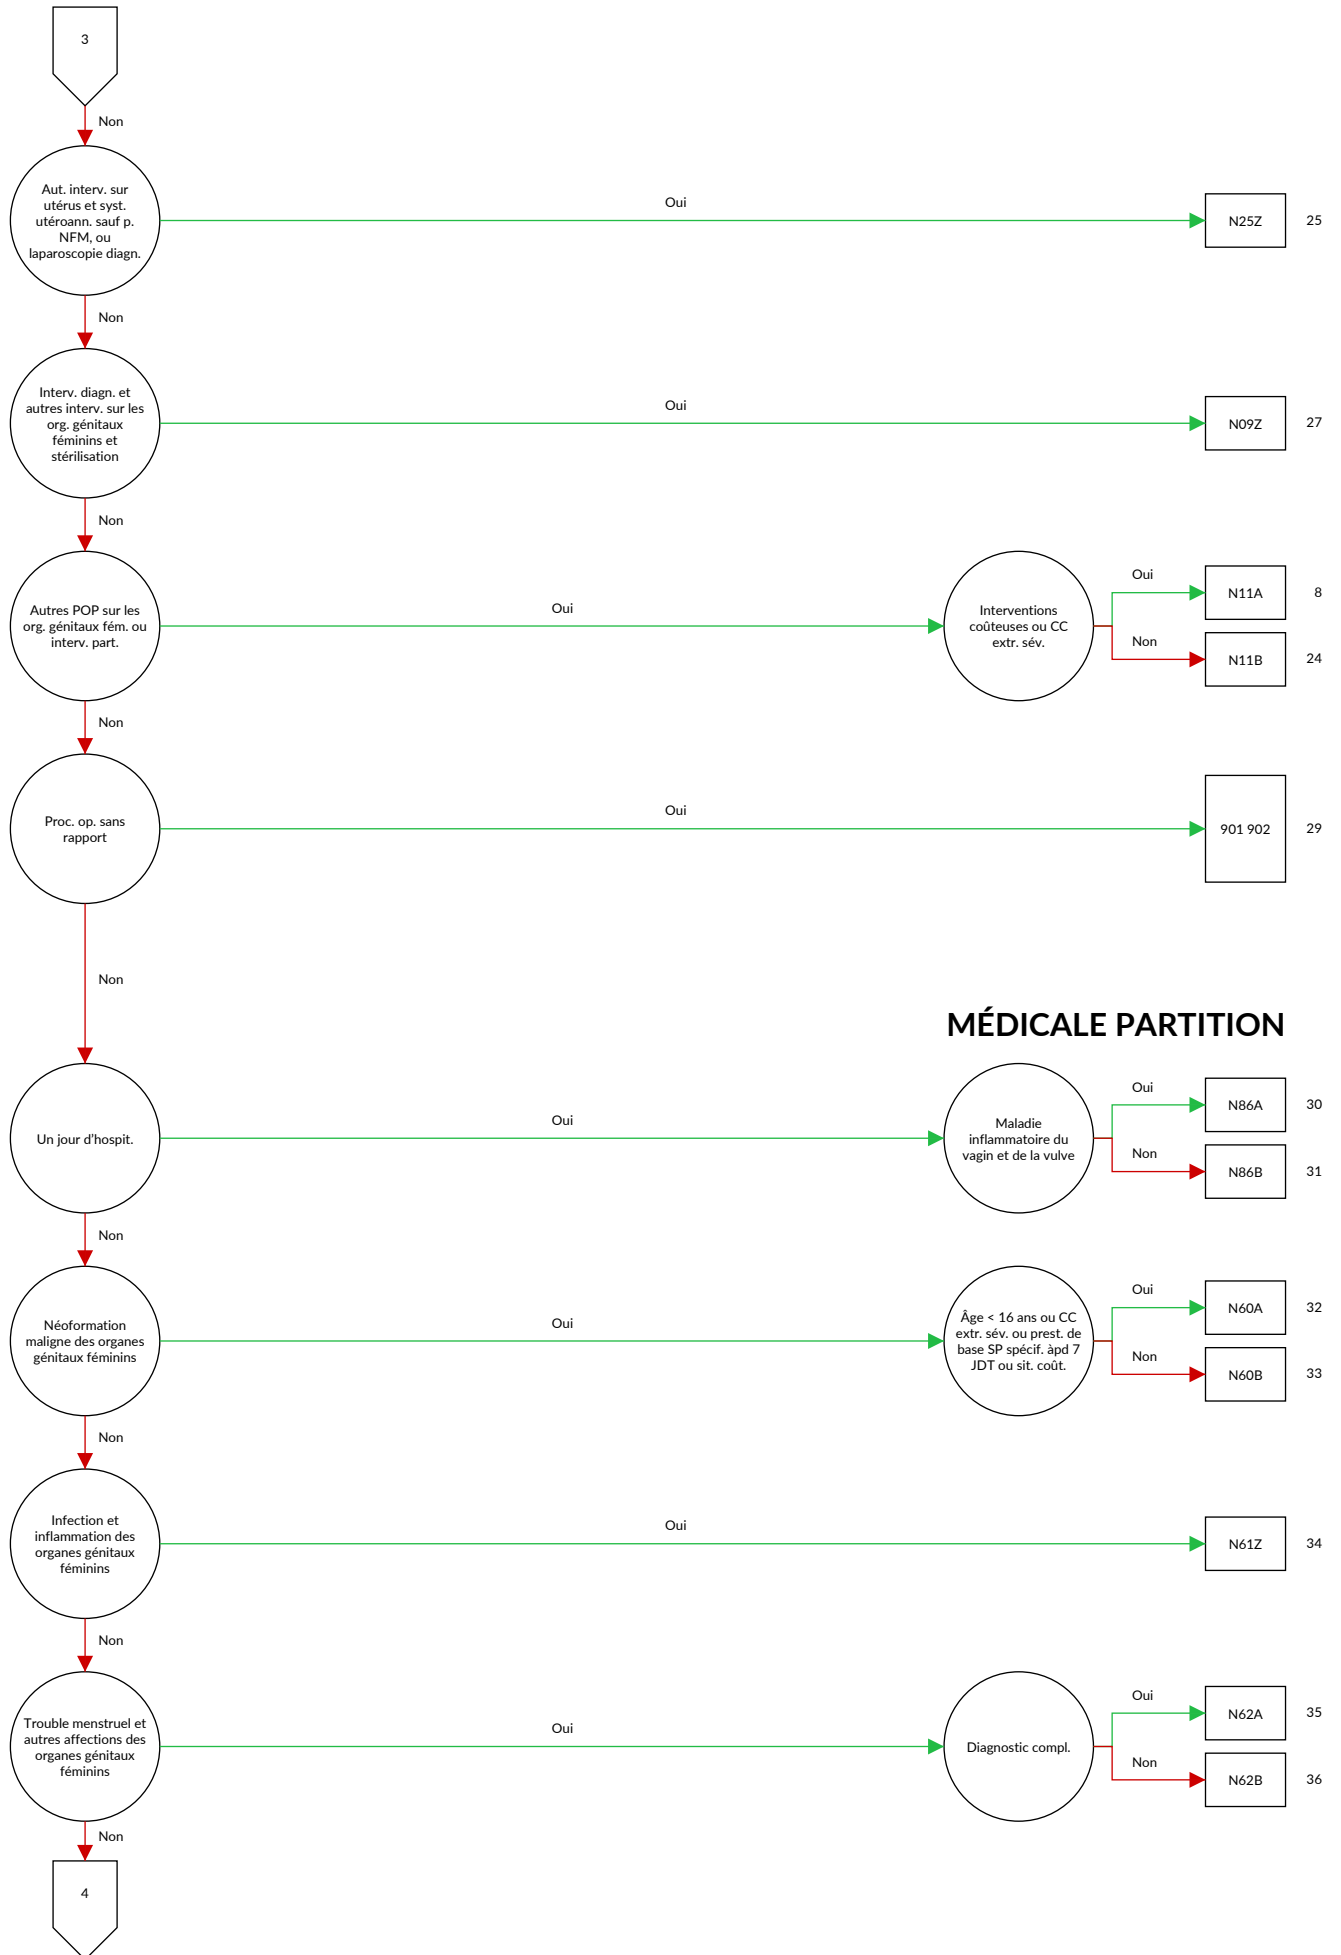 3
Non
Aut. interv. sur
utérus et syst.
utéroann. sauf p.
NFM, ou
laparoscopie diagn.
Oui
N25Z
25
Non
Interv. diagn. et
autres interv. sur les
org. génitaux
féminins et
stérilisation
Oui
N09Z
27
Non
Autres POP sur les
org. génitaux fém. ou
interv. part.
Oui
Interventions
coûteuses ou CC
extr. sév.
Oui
N11A
8
Non
N11B
24
Non
Proc. op. sans
rapport
Oui
901 902
29
Non
MÉDICALE PARTITION
Un jour d'hospit.
Oui
Maladie
inflammatoire du
vagin et de la vulve
Oui
N86A
30
Non
N86B
31
Non
Néoformation
maligne des organes
génitaux féminins
Oui
Âge < 16 ans ou CC
extr. sév. ou prest. de
base SP spécif. àpd 7
JDT ou sit. coût.
Oui
N60A
32
Non
N60B
33
Non
Infection et
inflammation des
organes génitaux
féminins
Oui
N61Z
34
Non
Trouble menstruel et
autres affections des
organes génitaux
féminins
Oui
Diagnostic compl.
Oui
N62A
35
Non
N62B
36
Non
4